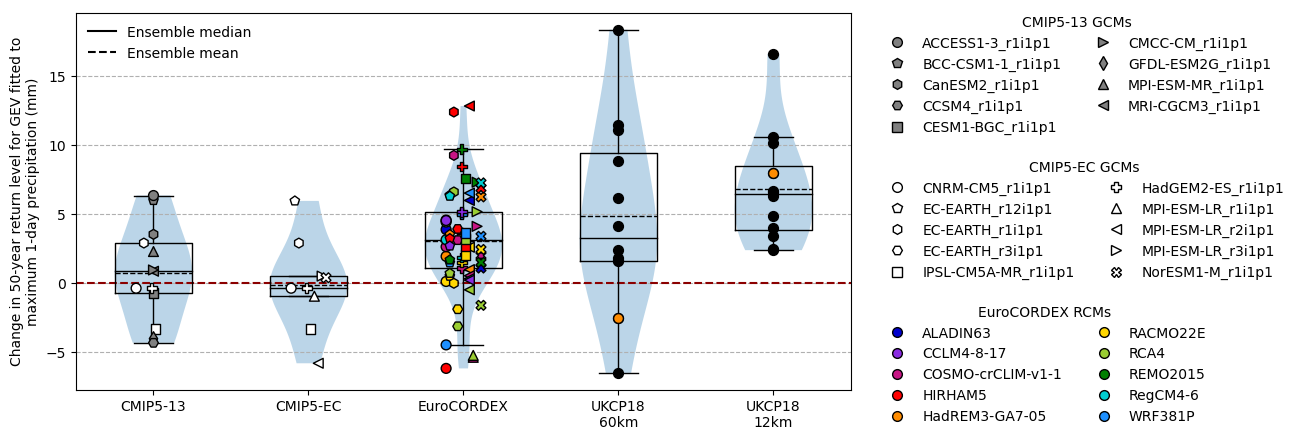 Change in 50-year return level for GEV fitted to
maximum 1-day precipitation (mm)
Ensemble median
Ensemble mean
15
10
5
0
−5
CMIP5-13
CMIP5-EC
EuroCORDEX
UKCP18
60km
UKCP18
12km
CMIP5-13 GCMs
ACCESS1-3_r1i1p1
BCC-CSM1-1_r1i1p1
CanESM2_r1i1p1
CCSM4_r1i1p1
CESM1-BGC_r1i1p1
CMCC-CM_r1i1p1
GFDL-ESM2G_r1i1p1
MPI-ESM-MR_r1i1p1
MRI-CGCM3_r1i1p1
CMIP5-EC GCMs
CNRM-CM5_r1i1p1
EC-EARTH_r12i1p1
EC-EARTH_r1i1p1
EC-EARTH_r3i1p1
IPSL-CM5A-MR_r1i1p1
HadGEM2-ES_r1i1p1
MPI-ESM-LR_r1i1p1
MPI-ESM-LR_r2i1p1
MPI-ESM-LR_r3i1p1
NorESM1-M_r1i1p1
EuroCORDEX RCMs
ALADIN63
CCLM4-8-17
COSMO-crCLIM-v1-1
HIRHAM5
HadREM3-GA7-05
RACMO22E
RCA4
REMO2015
RegCM4-6
WRF381P